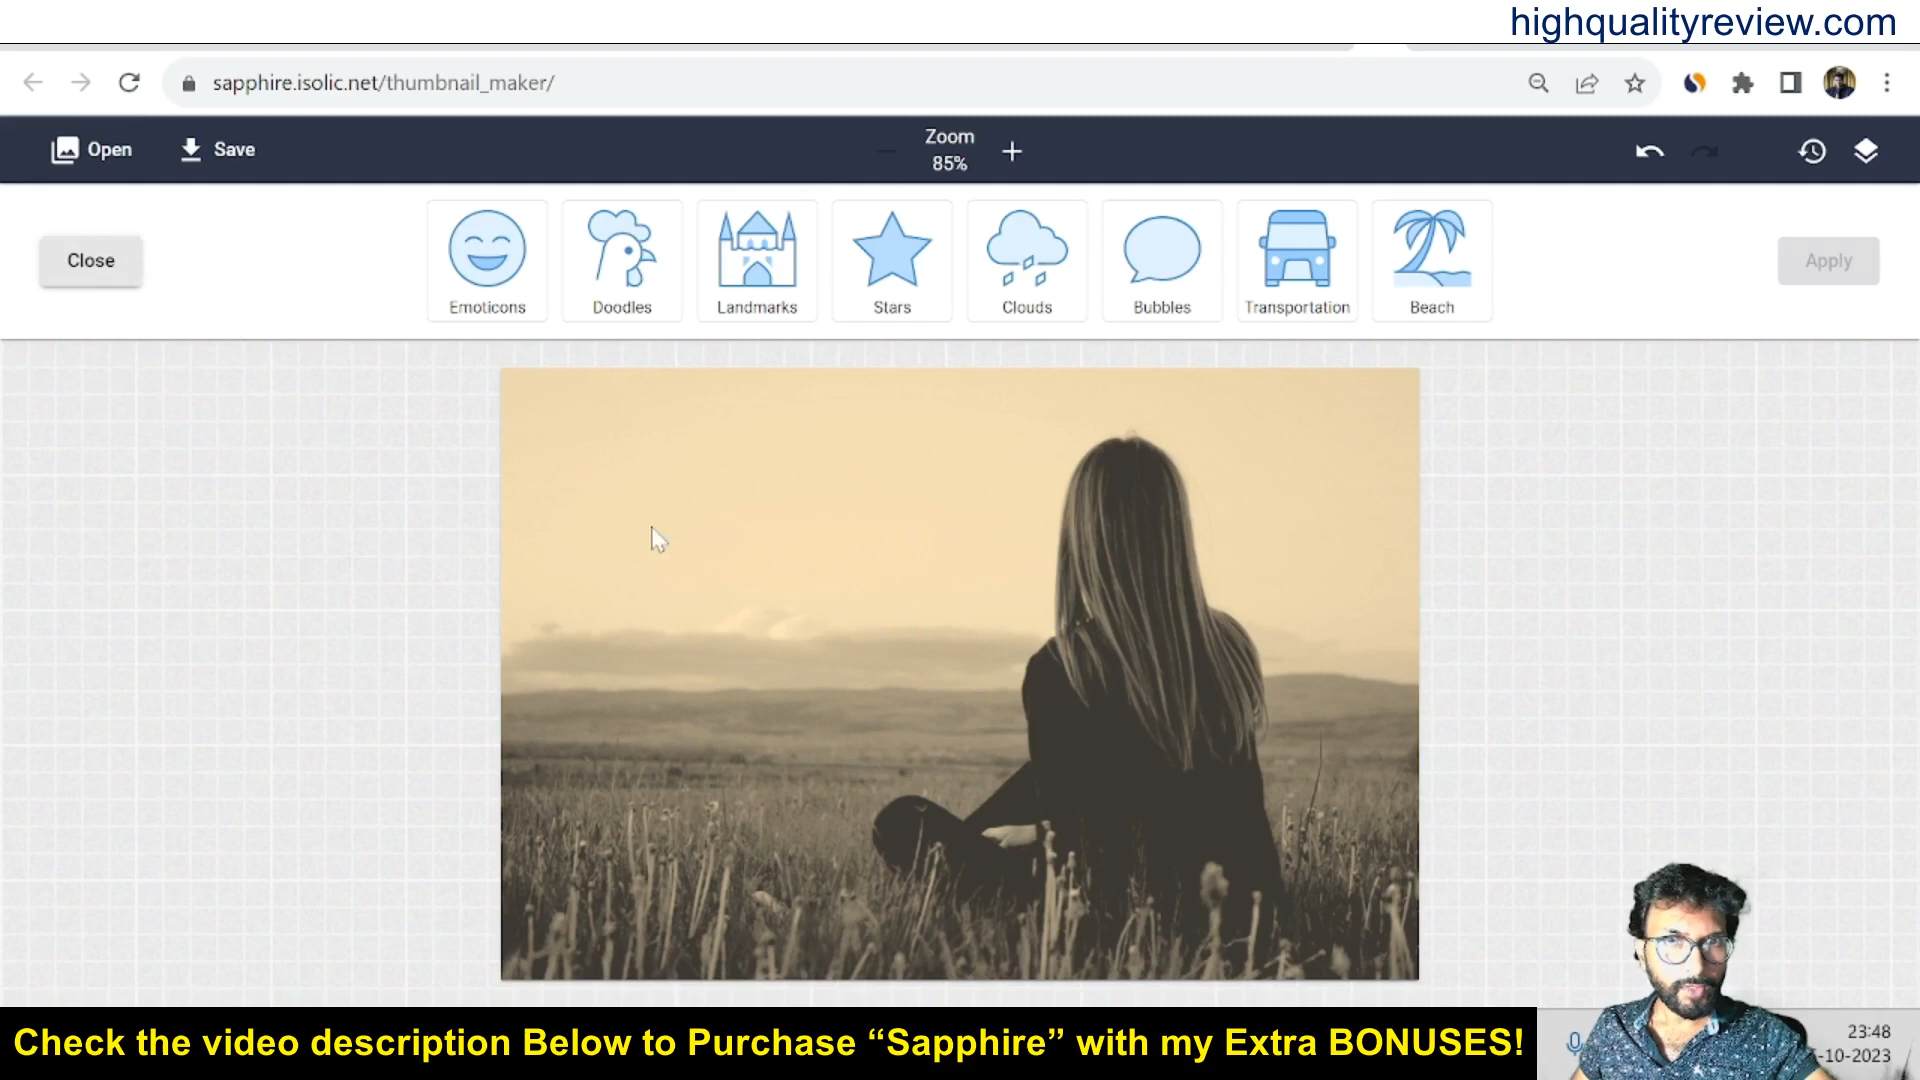 highqualityreview.com
sapphire.isolic.net/thumbnail_maker/
Open
Save
Zoom
85%
Close
Emoticons
Doodles
Landmarks
Stars
Clouds
Bubbles
Transportation
Beach
Apply
Check the video description Below to Purchase “Sapphire” with my Extra BONUSES!
23:48
-10-2023